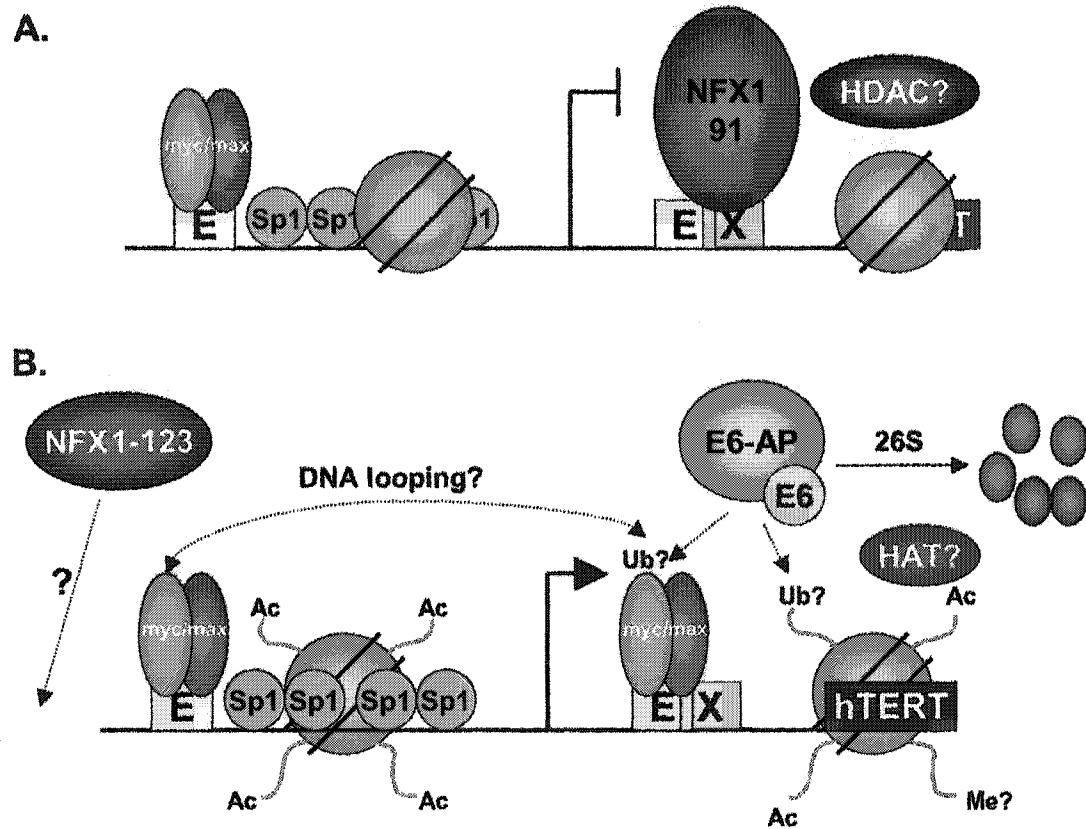 A.
NFX1
91
HDAC?
myc/max
E
Sp1
Sp1
p1
E
X
T
B.
NFX1-123
DNA looping?
E6-AP
E6
26S
HAT?
?
Ub?
Ub?
Ac
Ac
Ac
myc/max
myc/max
Sp1
Sp1
Sp1
Sp1
E
E
X
hTERT
Ac
Ac
Ac
Me?